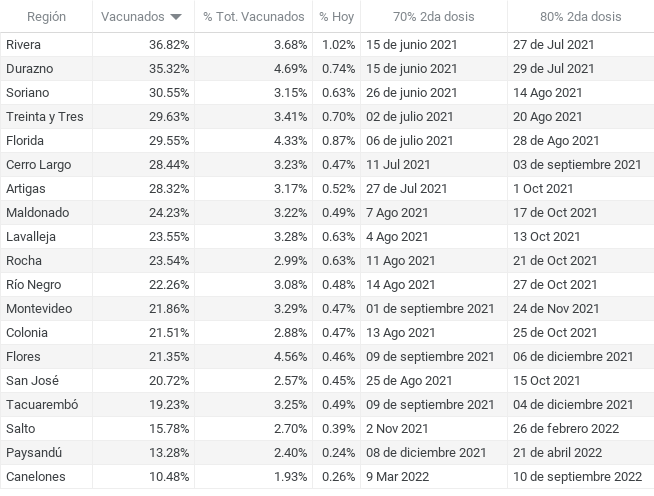 Región Vacunados % Tot. Vacunados % Hoy 70% 2da dosis 80% 2da dosis
Rivera 36.82% 3.68% 1.02% 15 de junio 2021 27 de Jul 2021
Durazno 35.32% 4.69% 0.74% 15 de junio 2021 29 de Jul 2021
Soriano 30.55% 3.15% 0.63% 26 de junio 2021 14 Ago 2021
Treinta y Tres 29.63% 3.41% 0.70% 02 de julio 2021 20 Ago 2021
Florida 29.55% 4.33% 0.87% 06 de julio 2021 28 de Ago 2021
Cerro Largo 28.44% 3.23% 0.47% 11 Jul 2021 03 de septiembre 2021
Artigas 28.32% 3.17% 0.52% 27 de Jul 2021 1 Oct 2021
Maldonado 24.23% 3.22% 0.49% 7 Ago 2021 17 de Oct 2021
Lavalleja 23.55% 3.28% 0.63% 4 Ago 2021 13 Oct 2021
Rocha 23.54% 2.99% 0.63% 11 Ago 2021 21 de Oct 2021
Río Negro 22.26% 3.08% 0.48% 14 Ago 2021 27 de Oct 2021
Montevideo 21.86% 3.29% 0.47% 01 de septiembre 2021 24 de Nov 2021
Colonia 21.51% 2.88% 0.47% 13 Ago 2021 25 de Oct 2021
Flores 21.35% 4.56% 0.46% 09 de septiembre 2021 06 de diciembre 2021
San José 20.72% 2.57% 0.45% 25 de Ago 2021 15 Oct 2021
Tacuarembó 19.23% 3.25% 0.49% 09 de septiembre 2021 04 de diciembre 2021
Salto 15.78% 2.70% 0.39% 2 Nov 2021 26 de febrero 2022
Paysandú 13.28% 2.40% 0.24% 08 de diciembre 2021 21 de abril 2022
Canelones 10.48% 1.93% 0.26% 9 Mar 2022 10 de septiembre 2022